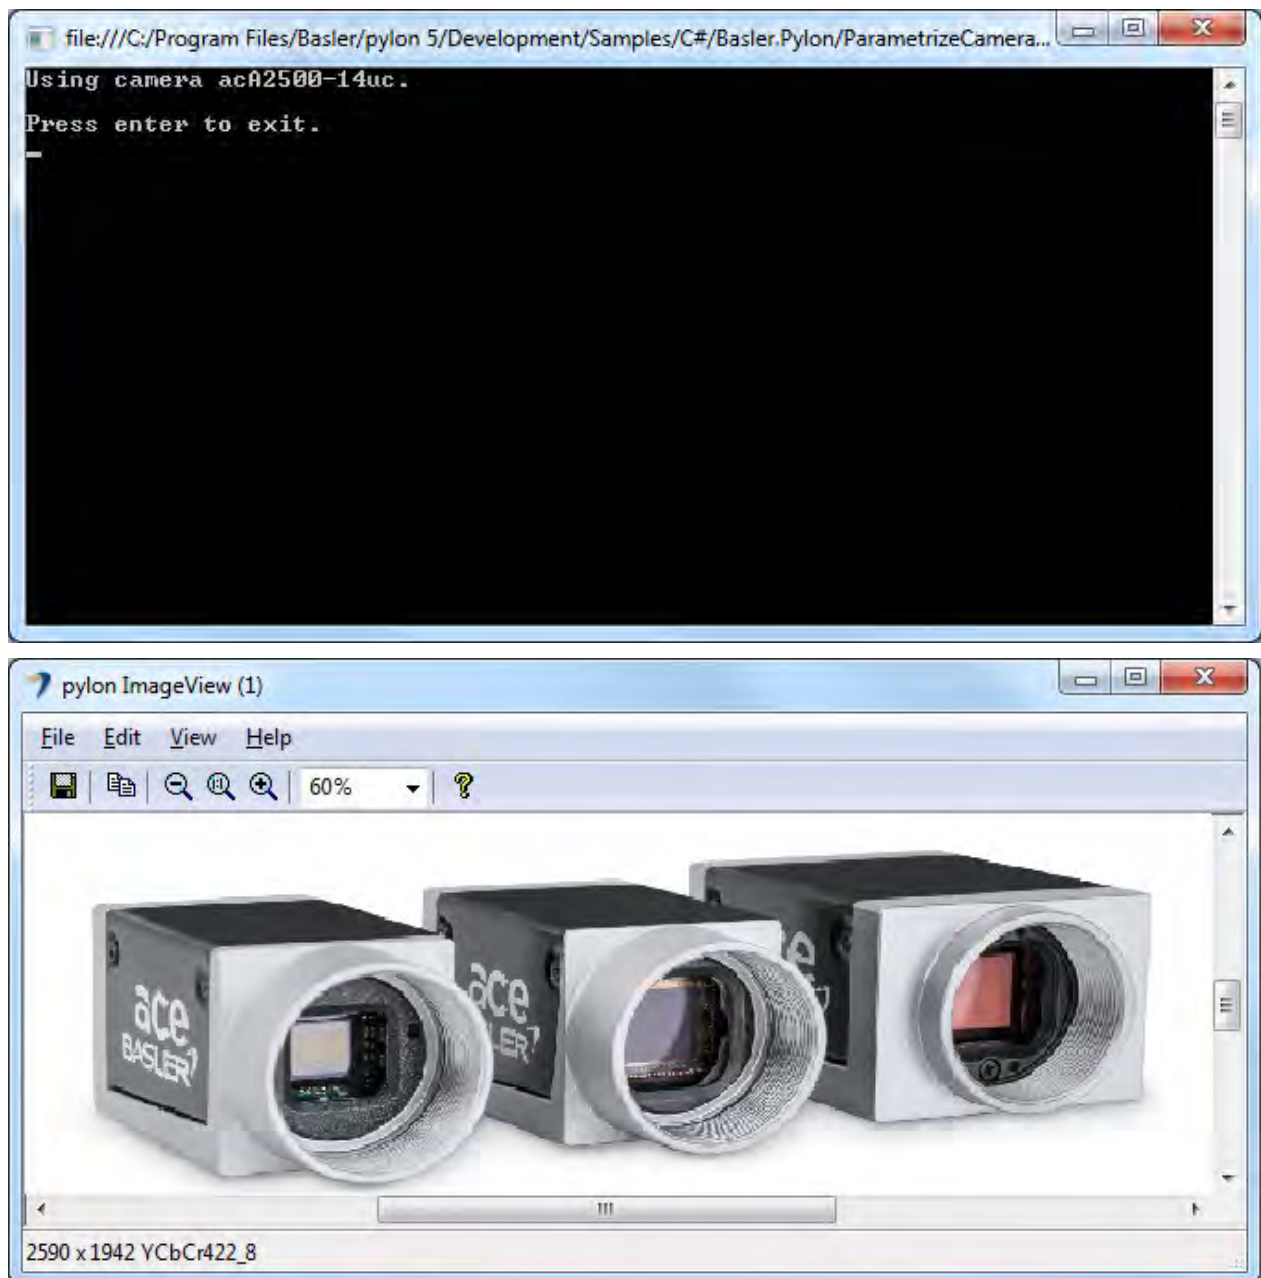 file:///C:/Program Files/Basler/pylon 5/Development/Samples/C#/Basler.Pylon/ParametrizeCamera...
Using camera acA2500-14uc.
Press enter to exit.
pylon ImageView (1)
File Edit View Help
60%
ace
BASLER
ace
LER
e
2590 x 1942 YCbCr422_8